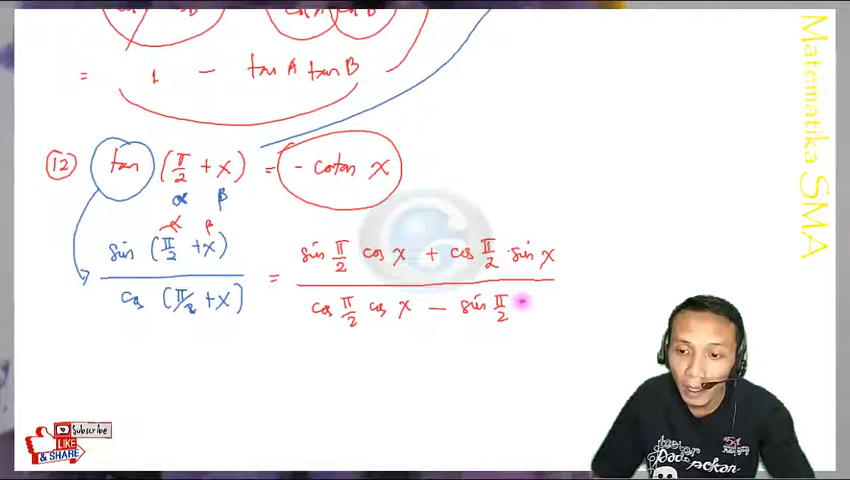 = 1 - tan A tan B
12 tan (π/2 + x) = - cotan x
α β
α β
sin (π/2 + x) / cos (π/2 + x) = sin π/2 cos x + cos π/2 · sin x / cos π/2 cos x - sin π/2
Matematika SMA
Subscribe
LIKE
& SHARE